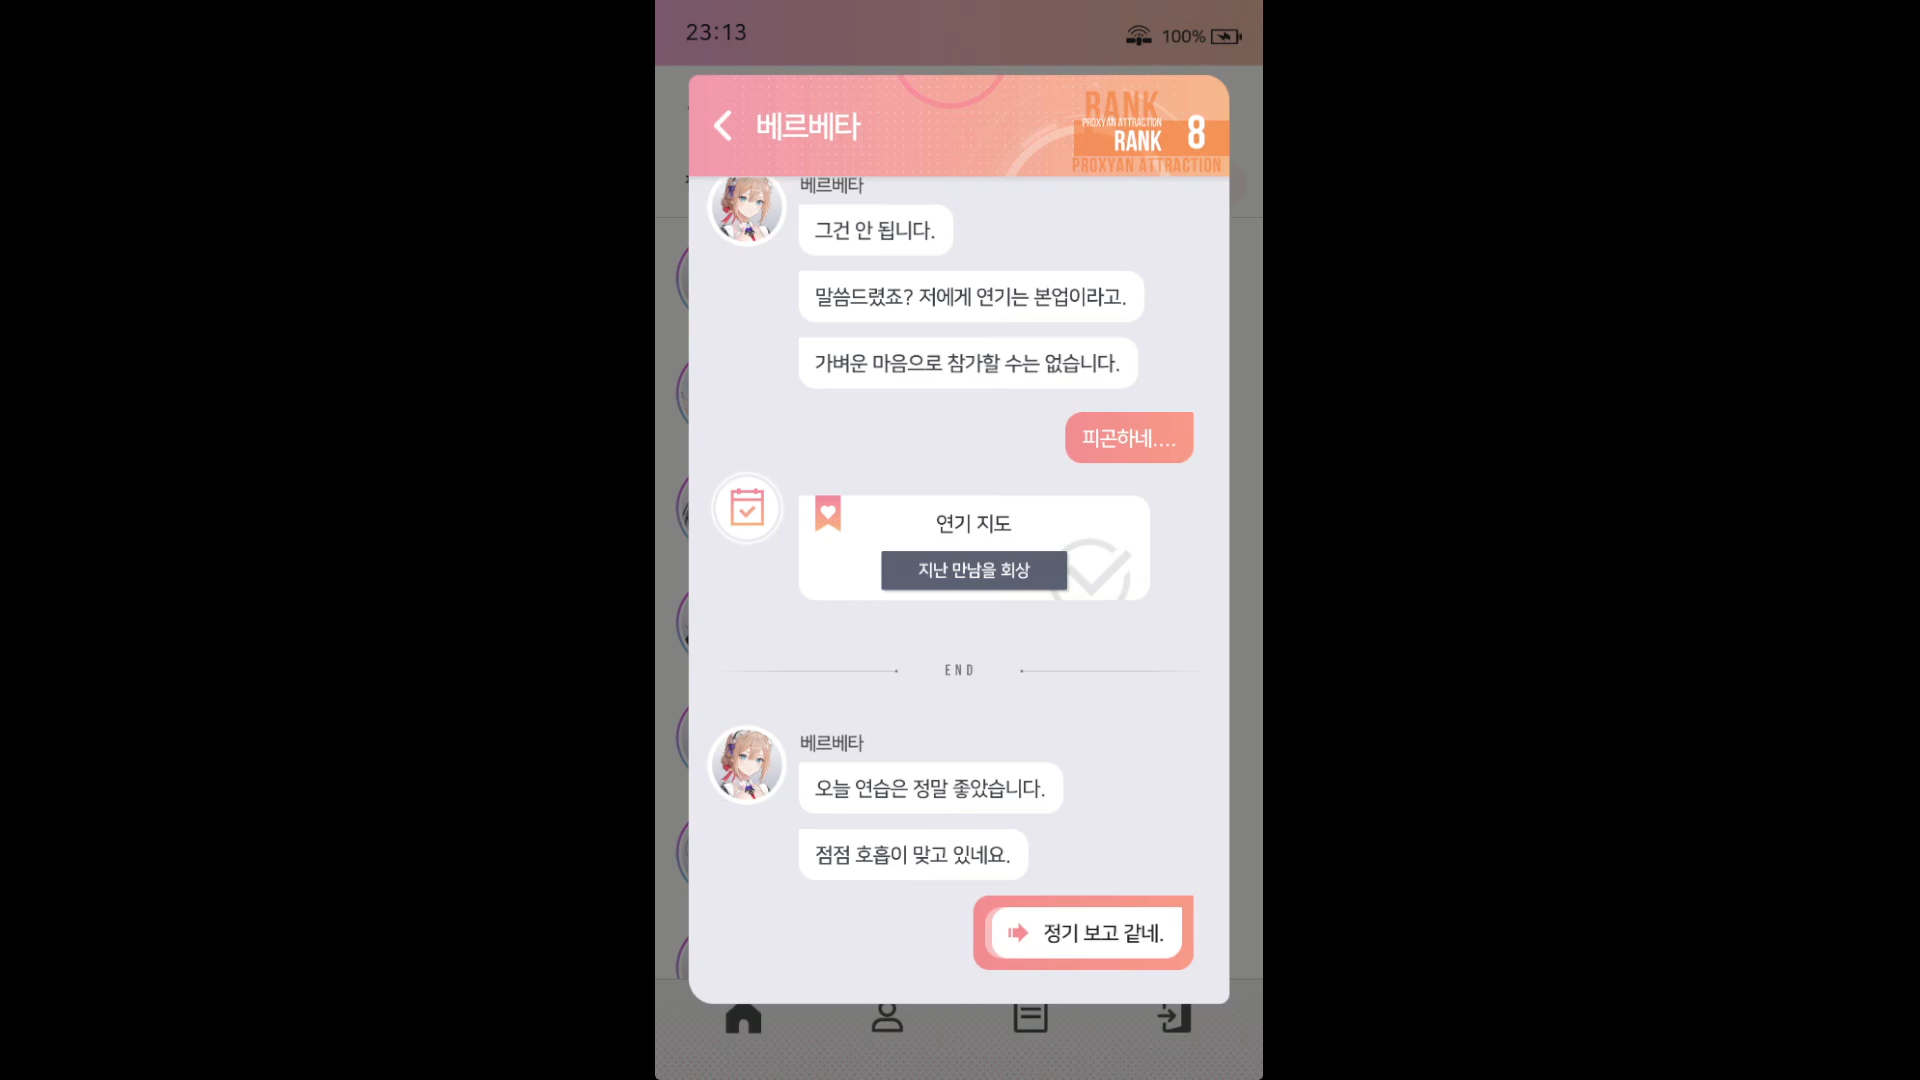 23:13
100%
베르베타
RANK
PROXYAN ATTRACTION
RANK 8
PROXYAN ATTRACTION
베르베타
그건 안 됩니다.
말씀드렸죠? 저에게 연기는 본업이라고.
가벼운 마음으로 참가할 수는 없습니다.
피곤하네....
연기 지도
지난 만남을 회상
END
베르베타
오늘 연습은 정말 좋았습니다.
점점 호흡이 맞고 있네요.
정기 보고 같네.